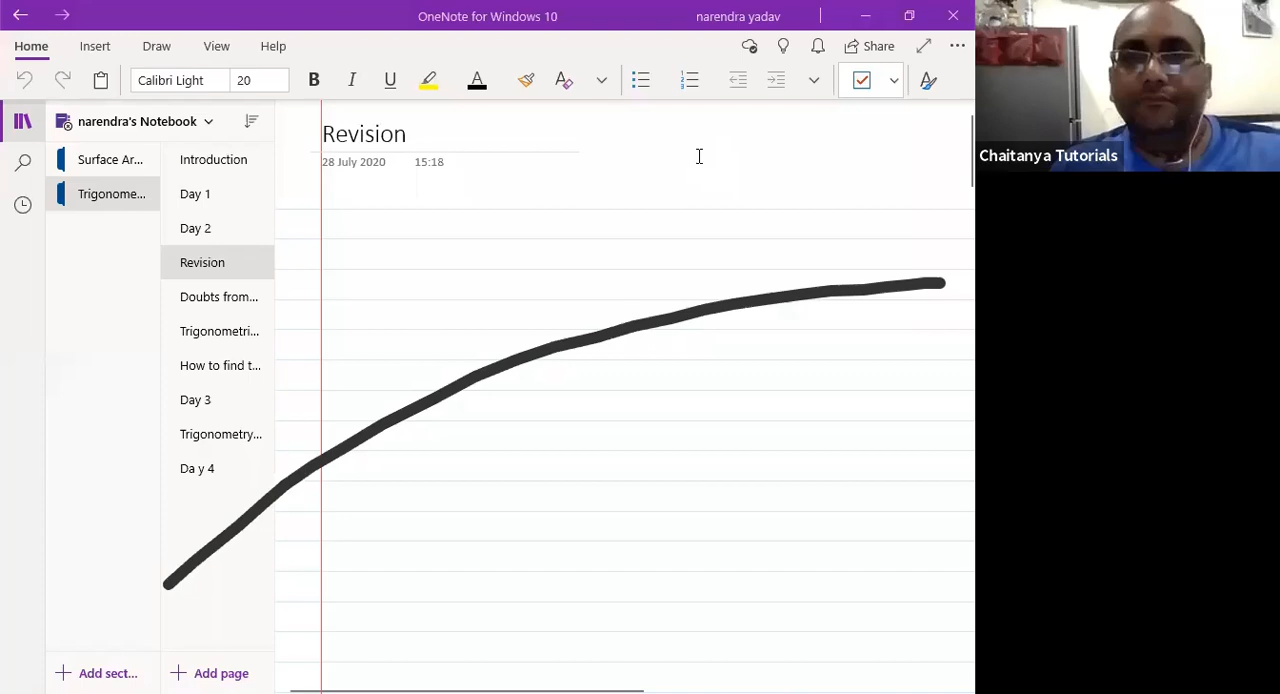 OneNote for Windows 10
narendra yadav
Home Insert Draw View Help
Share
Calibri Light 20
B I U A A
narendra's Notebook
Surface Ar...
Trigonome...
Introduction
Day 1
Day 2
Revision
Doubts from...
Trigonometri...
How to find t...
Day 3
Trigonometry...
Da y 4
Add sect...
Add page
Revision
28 July 2020 15:18
Chaitanya Tutorials